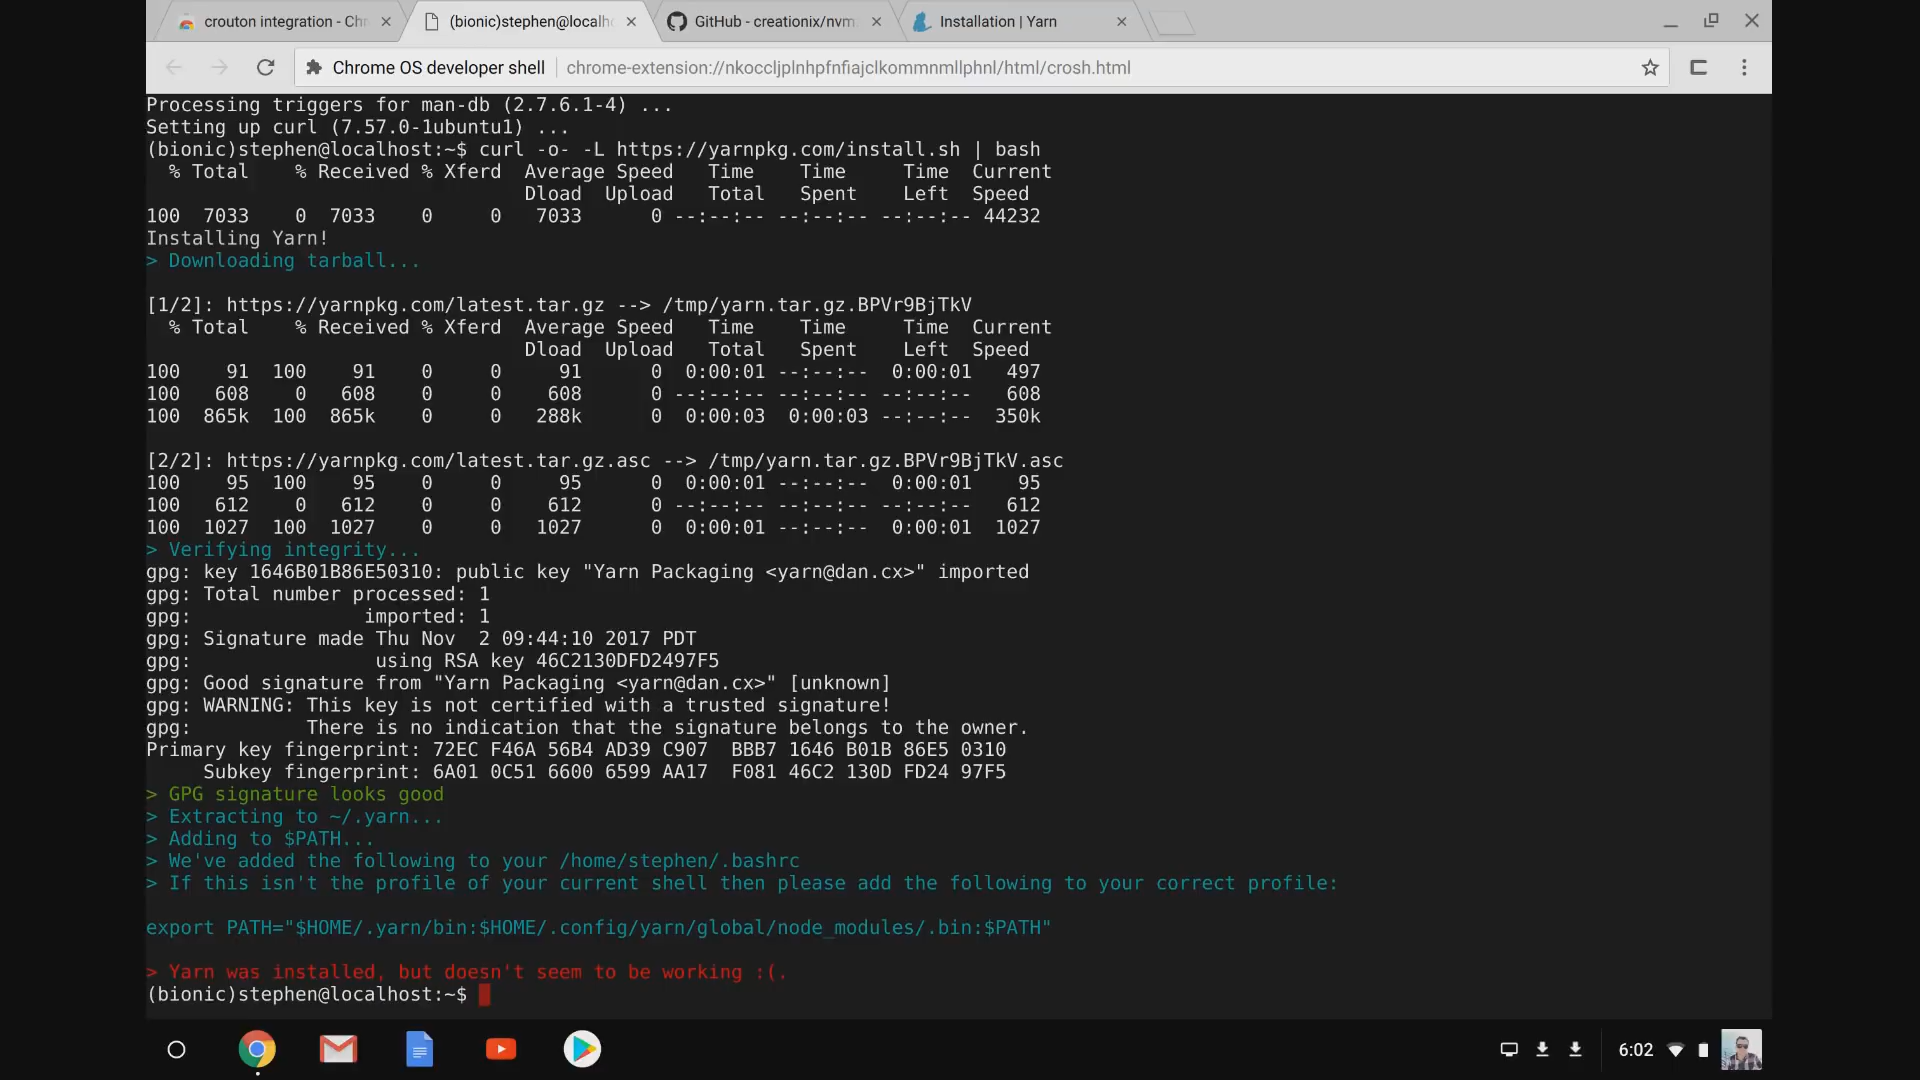 crouton integration - Chr
(bionic)stephen@localh
GitHub - creationix/nvm
Installation | Yarn
Chrome OS developer shell
chrome-extension://nkoccljplnhpfnfiajclkommnmllphnl/html/crosh.html
Processing triggers for man-db (2.7.6.1-4) ...
Setting up curl (7.57.0-1ubuntu1) ...
(bionic)stephen@localhost:~$ curl -o- -L https://yarnpkg.com/install.sh | bash
% Total    % Received % Xferd  Average Speed   Time    Time     Time  Current
Dload  Upload   Total   Spent    Left  Speed
100  7033    0  7033    0     0   7033      0 --:--:-- --:--:-- --:--:-- 44232
Installing Yarn!
> Downloading tarball...
[1/2]: https://yarnpkg.com/latest.tar.gz --> /tmp/yarn.tar.gz.BPVr9BjTkV
% Total    % Received % Xferd  Average Speed   Time    Time     Time  Current
Dload  Upload   Total   Spent    Left  Speed
100    91  100    91    0     0     91      0  0:00:01 --:--:--  0:00:01   497
100   608    0   608    0     0    608      0 --:--:-- --:--:-- --:--:--   608
100  865k  100  865k    0     0   288k      0  0:00:03  0:00:03 --:--:--  350k
[2/2]: https://yarnpkg.com/latest.tar.gz.asc --> /tmp/yarn.tar.gz.BPVr9BjTkV.asc
100    95  100    95    0     0     95      0  0:00:01 --:--:--  0:00:01    95
100   612    0   612    0     0    612      0 --:--:-- --:--:-- --:--:--   612
100  1027  100  1027    0     0   1027      0  0:00:01 --:--:--  0:00:01  1027
> Verifying integrity...
gpg: key 1646B01B86E50310: public key "Yarn Packaging <yarn@dan.cx>" imported
gpg: Total number processed: 1
gpg:               imported: 1
gpg: Signature made Thu Nov  2 09:44:10 2017 PDT
gpg:                using RSA key 46C2130DFD2497F5
gpg: Good signature from "Yarn Packaging <yarn@dan.cx>" [unknown]
gpg: WARNING: This key is not certified with a trusted signature!
gpg:          There is no indication that the signature belongs to the owner.
Primary key fingerprint: 72EC F46A 56B4 AD39 C907  BBB7 1646 B01B 86E5 0310
Subkey fingerprint: 6A01 0C51 6600 6599 AA17  F081 46C2 130D FD24 97F5
> GPG signature looks good
> Extracting to ~/.yarn...
> Adding to $PATH...
> We've added the following to your /home/stephen/.bashrc
> If this isn't the profile of your current shell then please add the following to your correct profile:
export PATH="$HOME/.yarn/bin:$HOME/.config/yarn/global/node_modules/.bin:$PATH"
> Yarn was installed, but doesn't seem to be working :(.
(bionic)stephen@localhost:~$
6:02